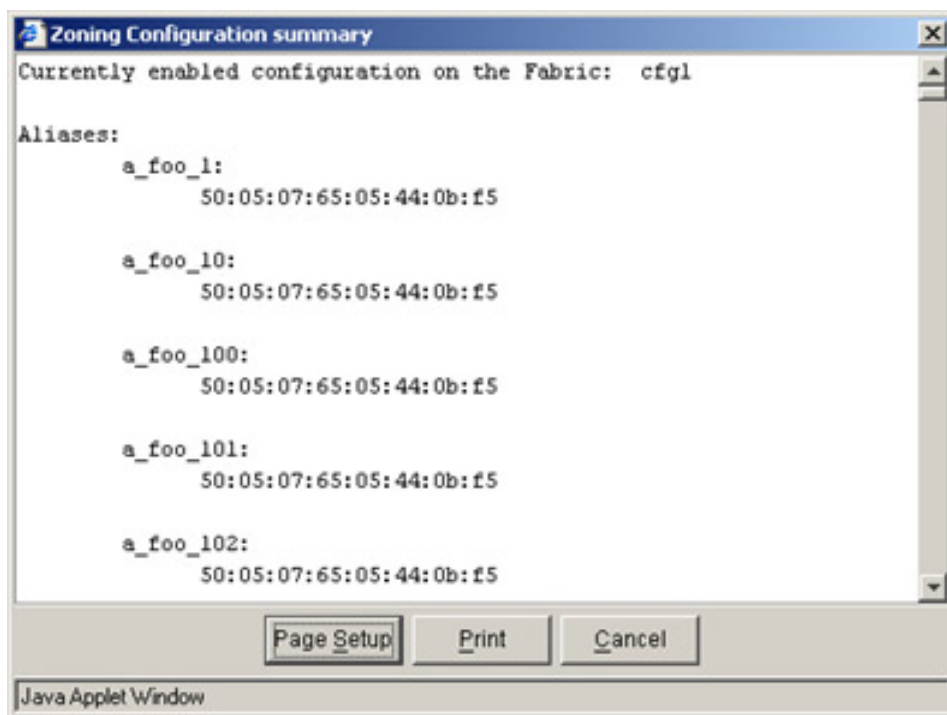 Zoning Configuration summary
Currently enabled configuration on the Fabric: cfg1
Aliases:
a_foo_1:
50:05:07:65:05:44:0b:f5
a_foo_10:
50:05:07:65:05:44:0b:f5
a_foo_100:
50:05:07:65:05:44:0b:f5
a_foo_101:
50:05:07:65:05:44:0b:f5
a_foo_102:
50:05:07:65:05:44:0b:f5
Page Setup Print Cancel
Java Applet Window